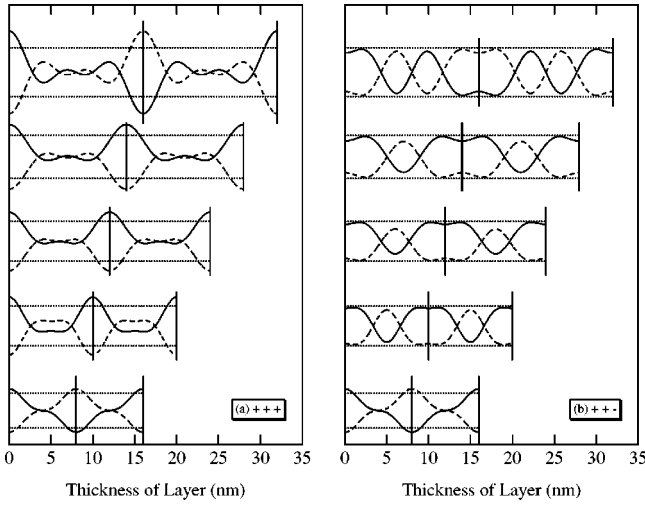 (a) + + +
(b) + + -
0 5 10 15 20 25 30 35
0 5 10 15 20 25 30 35
Thickness of Layer (nm)
Thickness of Layer (nm)